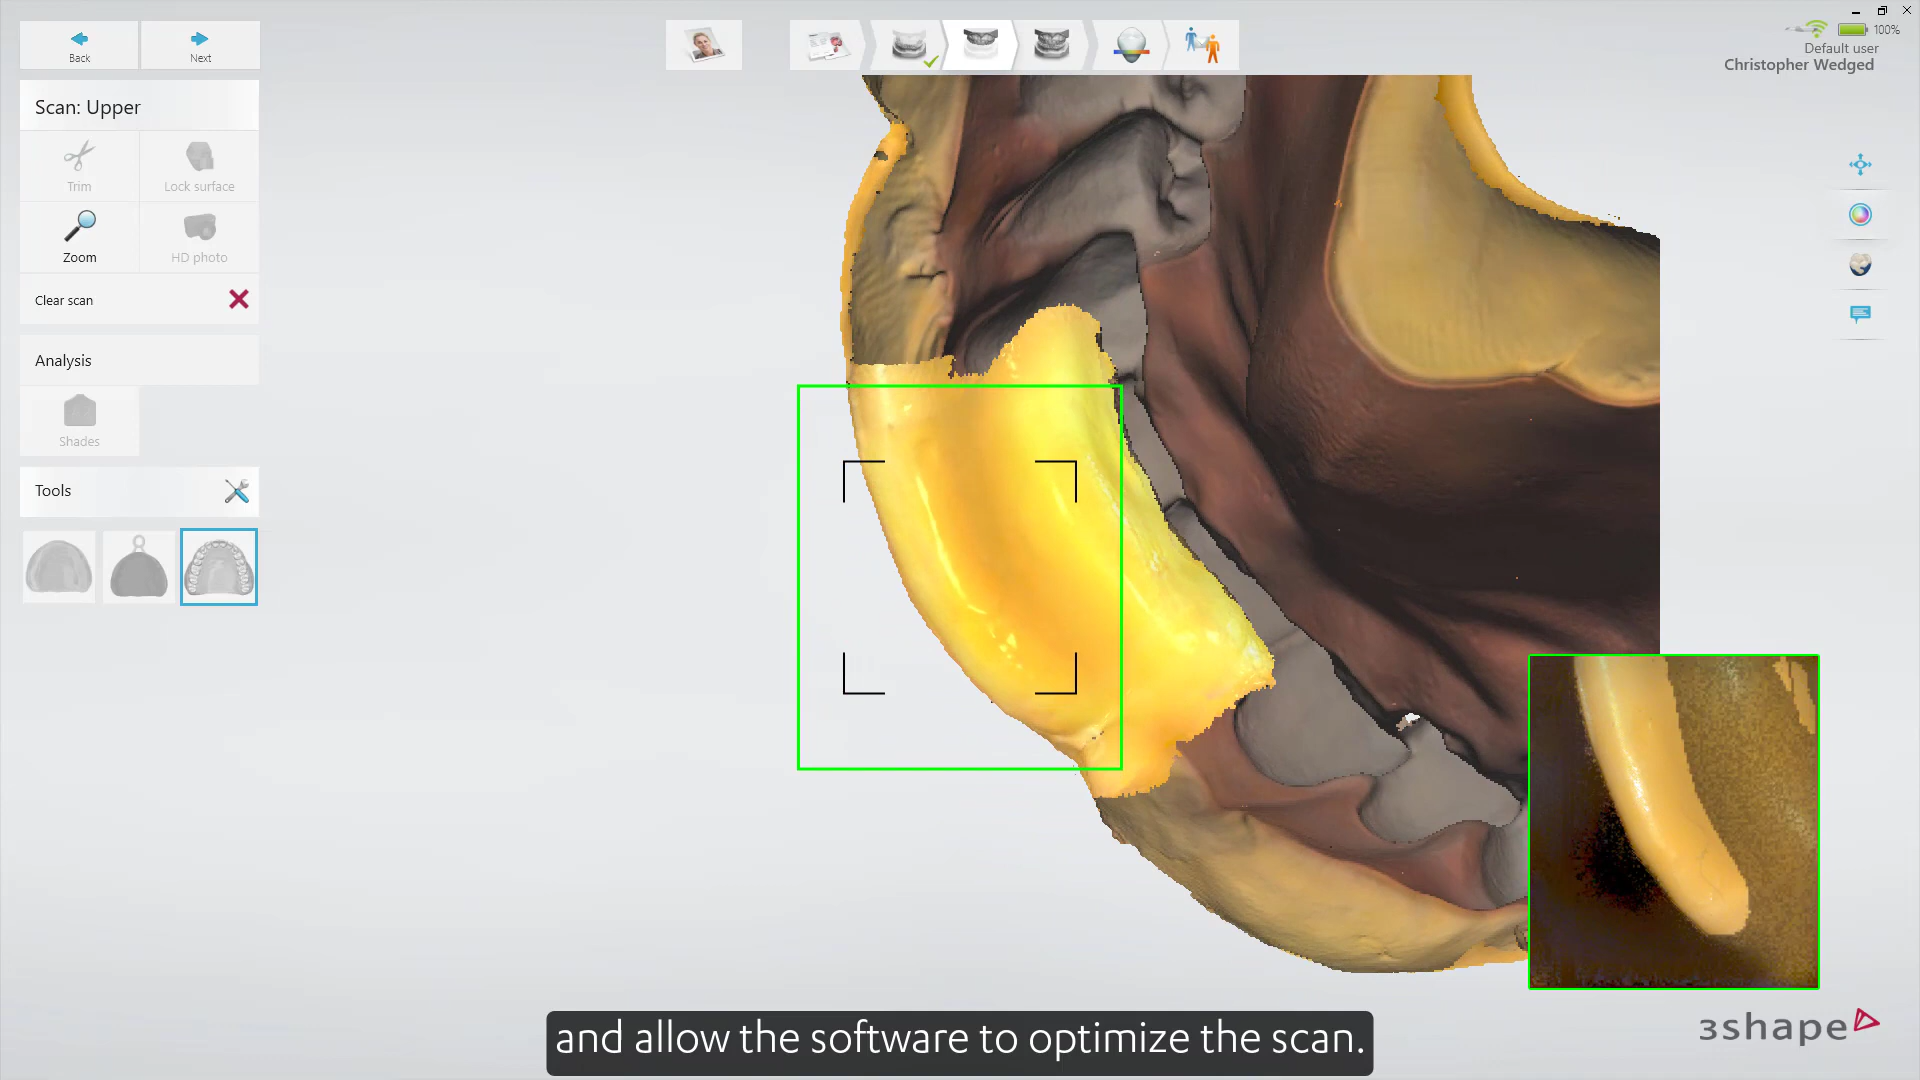 Back
Next
100%
Default user
Christopher Wedged
Scan: Upper
Trim
Lock surface
Zoom
HD photo
Clear scan
Analysis
Shades
Tools
and allow the software to optimize the scan.
3shape